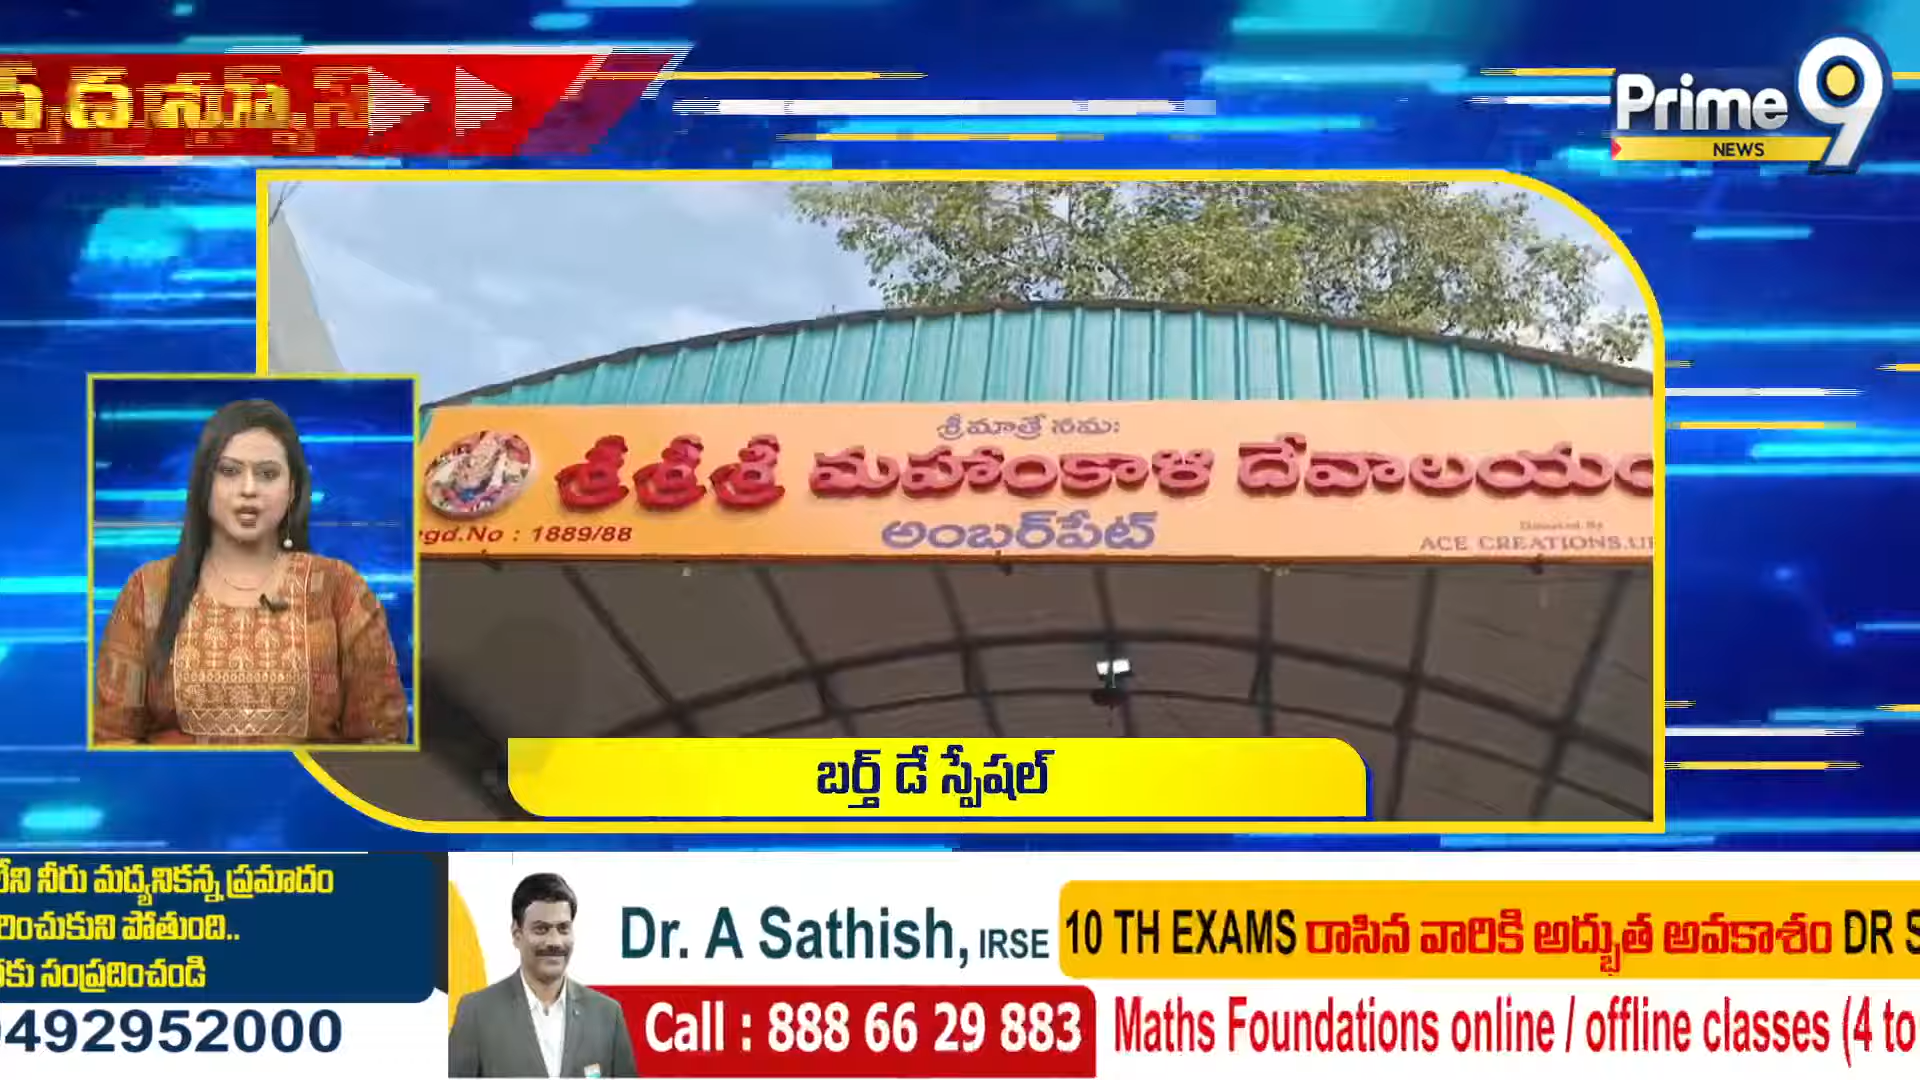 Prime 9
NEWS
శ్రీమాత్రే నమః
శ్రీ శ్రీ శ్రీ మహాంకాళి దేవాలయం
gd.No : 1889/88
అంబర్‌పేట్
ACE CREATIONS.
బర్త్ డే స్పేషల్
లేని నీరు మద్యనికన్న ప్రమాదం
రించుకుని పోతుంది..
కు సంప్రదించండి
9492952000
Dr. A Sathish, IRSE
Call : 888 66 29 883
10 TH EXAMS రాసిన వారికి అద్భుత అవకాశం DR S
Maths Foundations online / offline classes (4 to